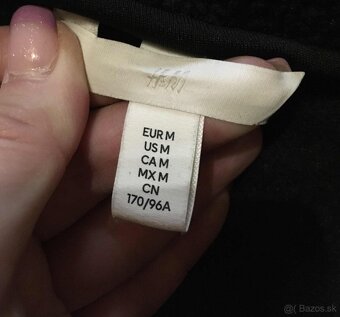 H&M
EUR M
US M
CA M
MX M
CN
170/96A
@( Bazos.sk